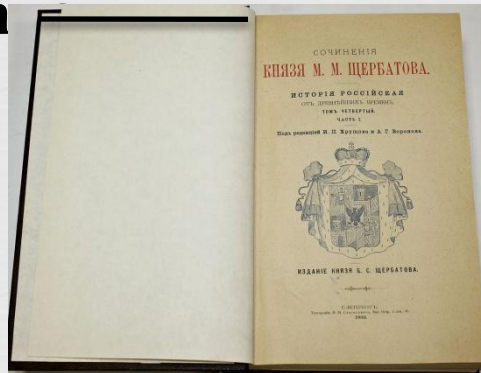 СОЧИНЕНІЯ
КНЯЗЯ М. М. ЩЕРБАТОВА.
ИСТОРІЯ РОССІЙСКАЯ
ОТЪ ДРЕВНѢЙШИХЪ ВРЕМЕНЪ.
ТОМЪ ЧЕТВЕРТЫЙ.
ЧАСТЬ I
Подъ редакціей И. П. Хрущова и А. Г. Воронова.
ИЗДАНІЕ КНЯЗЯ Б. С. ЩЕРБАТОВА.
С.-ПЕТЕРБУРГЪ.